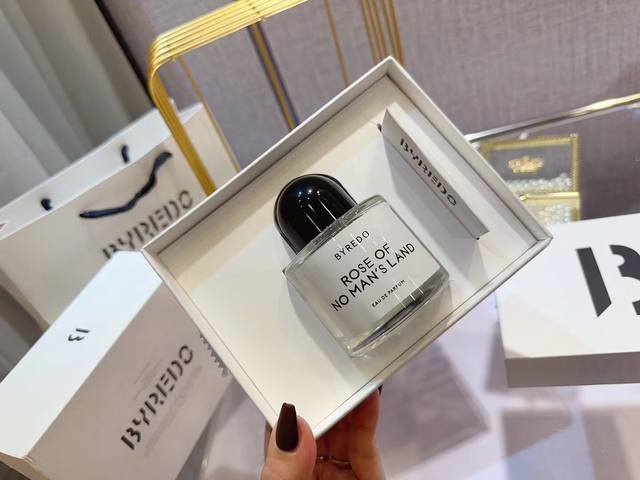 BYREDO
ROSE OF
NO MAN'S LAND
EAU DE PARFUM
BYREDO
BYREDO
B
BYREDO
B